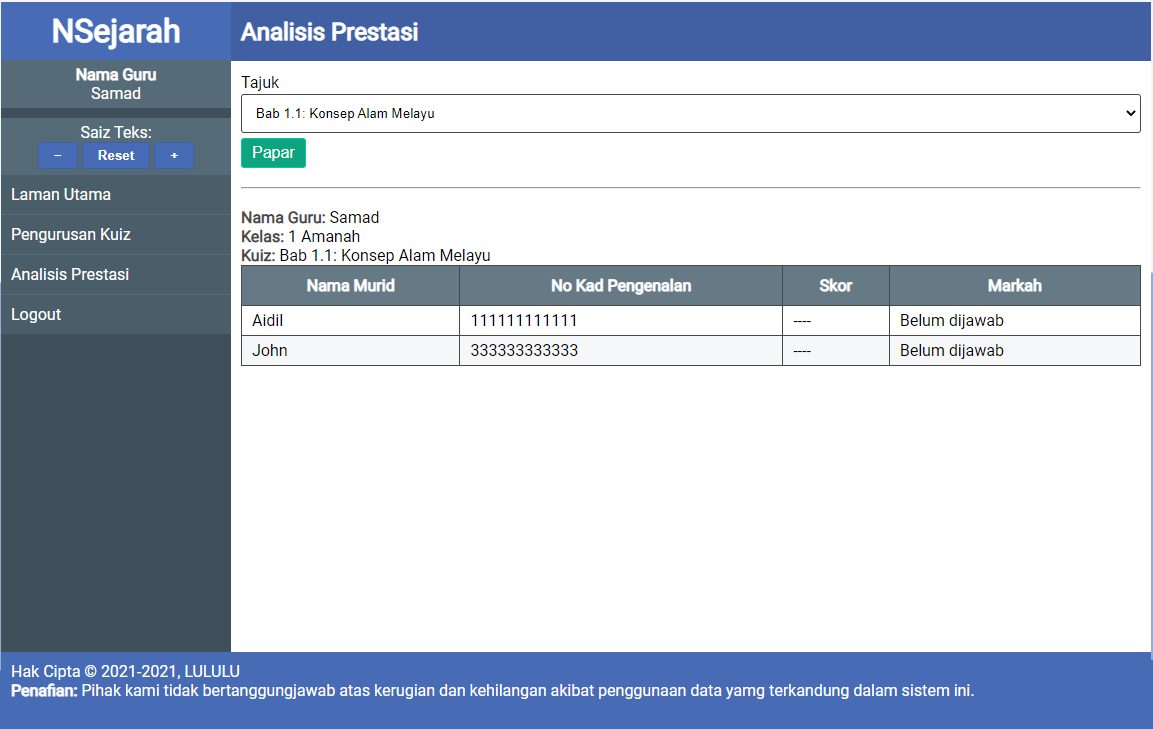 NSejarah
Analisis Prestasi
Nama Guru
Samad
Saiz Teks:
– Reset +
Laman Utama
Pengurusan Kuiz
Analisis Prestasi
Logout
Tajuk
Bab 1.1: Konsep Alam Melayu
Papar
Nama Guru: Samad
Kelas: 1 Amanah
Kuiz: Bab 1.1: Konsep Alam Melayu
Nama Murid No Kad Pengenalan Skor Markah
Aidil 111111111111 ---- Belum dijawab
John 333333333333 ---- Belum dijawab
Hak Cipta © 2021-2021, LULULU
Penafian: Pihak kami tidak bertanggungjawab atas kerugian dan kehilangan akibat penggunaan data yamg terkandung dalam sistem ini.